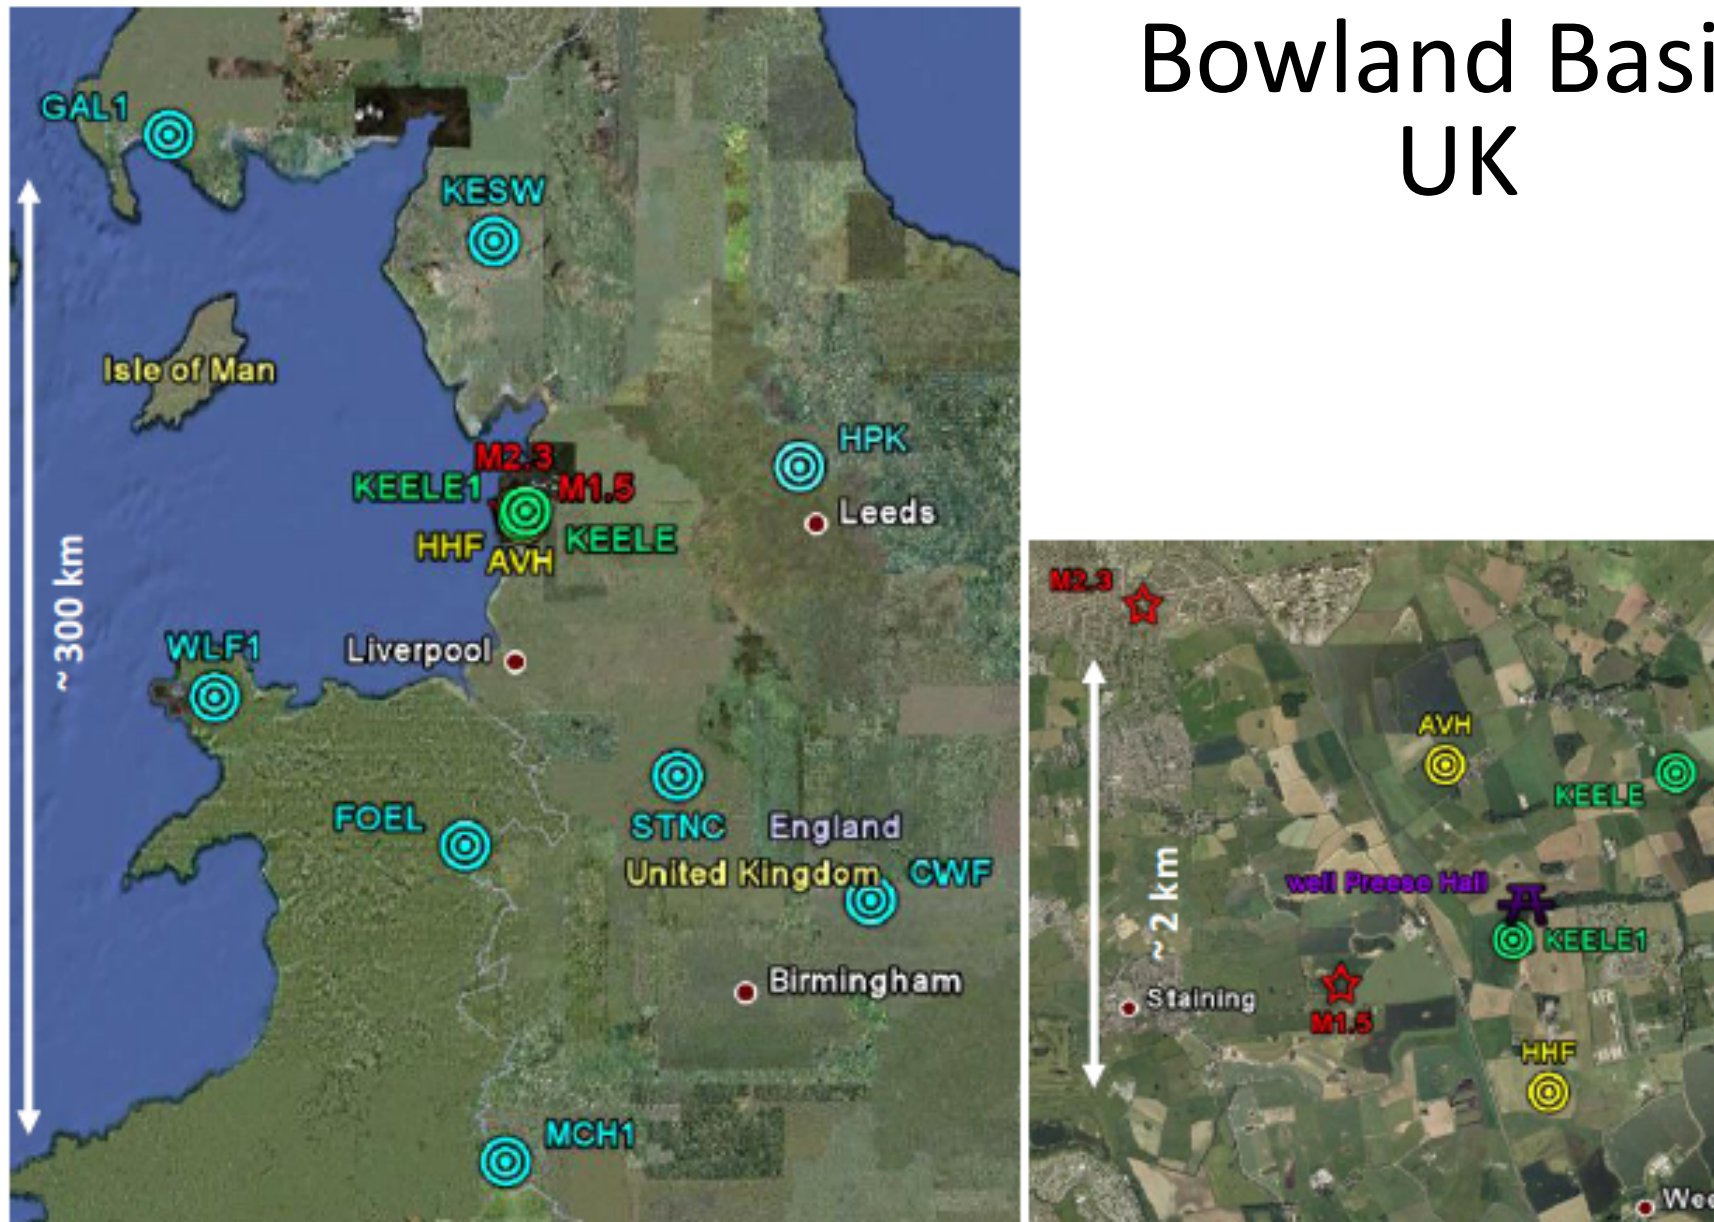 Bowland Basi
UK
GAL1
KESW
Isle of Man
M2.3
HPK
KEELE1
M1.5
Leeds
KEELE
HHF
AVH
~ 300 km
WLF1
Liverpool
FOEL
STNC
England
United Kingdom
CWF
Birmingham
MCH1
M2.3
AVH
KEELE
well Preese Hall
~ 2 km
KEELE1
Staining
M1.5
HHF